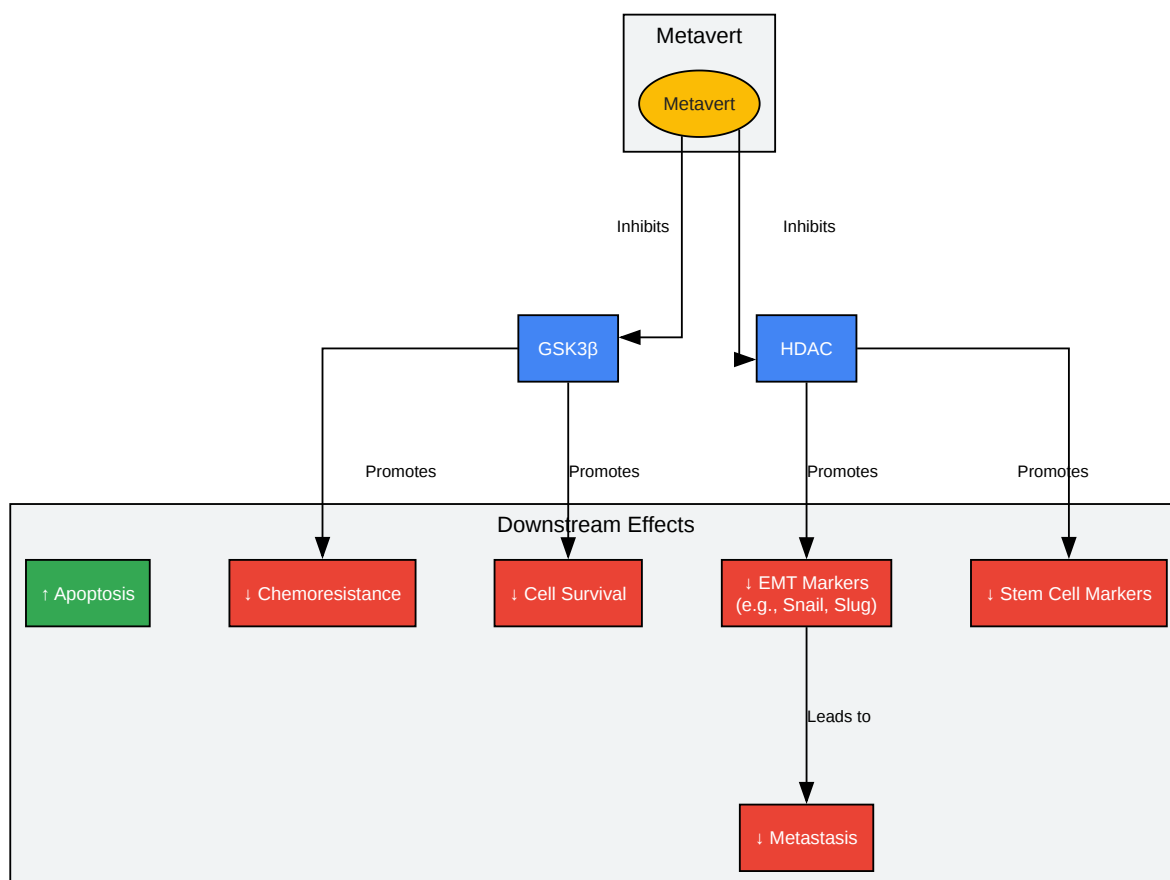 Metavert
Metavert
Inhibits
Inhibits
GSK3β
HDAC
Promotes
Promotes
Promotes
Promotes
Downstream Effects
↑ Apoptosis
↓ Chemoresistance
↓ Cell Survival
↓ EMT Markers
(e.g., Snail, Slug)
↓ Stem Cell Markers
Leads to
↓ Metastasis